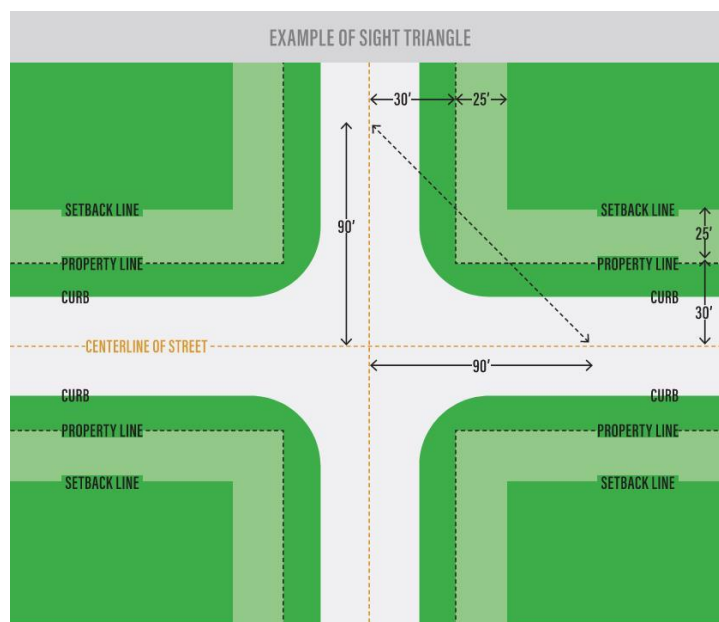 EXAMPLE OF SIGHT TRIANGLE
30' 25'
90'
SETBACK LINE SETBACK LINE
25'
PROPERTY LINE PROPERTY LINE
CURB CURB
30'
CENTERLINE OF STREET
90'
CURB CURB
PROPERTY LINE PROPERTY LINE
SETBACK LINE SETBACK LINE